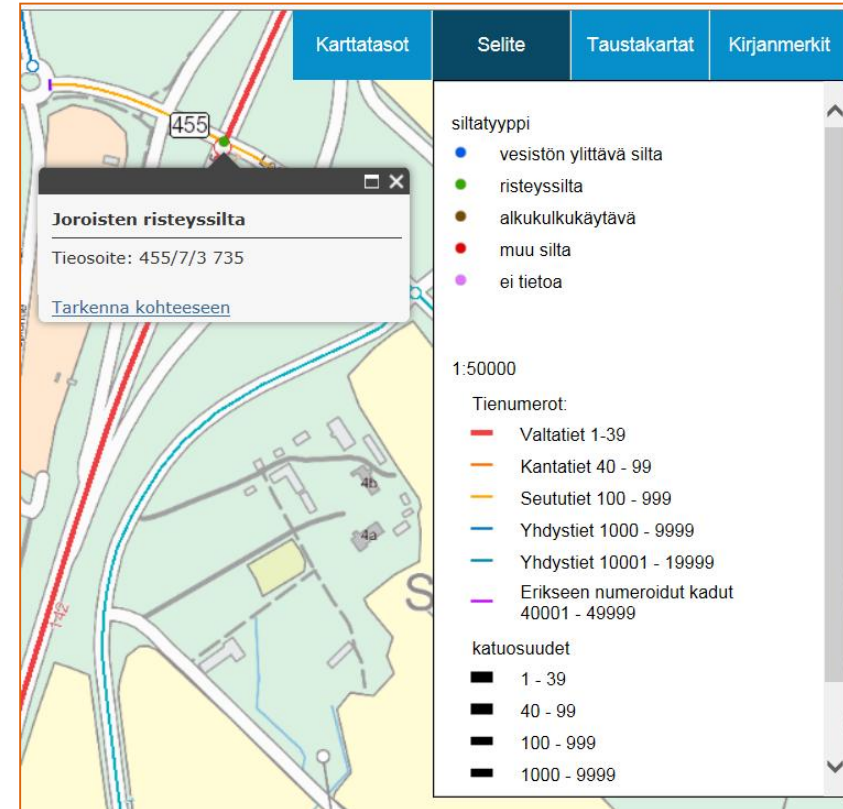 Karttatasot
Selite
Taustakartat
Kirjanmerkit
455
Joroisten risteyssilta
Tieosoite: 455/7/3 735
Tarkenna kohteeseen
4b
4a
S
142
siltatyyppi
vesistön ylittävä silta
risteyssilta
alkukulkukäytävä
muu silta
ei tietoa
1:50000
Tienumerot:
Valtatiet 1-39
Kantatiet 40 - 99
Seututiet 100 - 999
Yhdystiet 1000 - 9999
Yhdystiet 10001 - 19999
Erikseen numeroidut kadut
40001 - 49999
katuosuudet
1 - 39
40 - 99
100 - 999
1000 - 9999